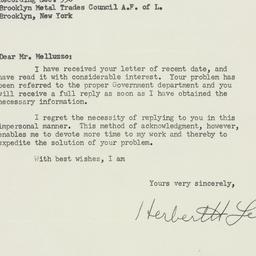 Brooklyn Metal Trades Council A.F. of L.
Brooklyn, New York
Dear Mr. Melluzso:
I have received your letter of recent date, and
have read it with considerable interest. Your problem has
been referred to the proper Government department and you
will receive a full reply as soon as I have obtained the
necessary information.
I regret the necessity of replying to you in this
impersonal manner. This method of acknowledgment, however,
enables me to devote more time to my work and thereby to
expedite the solution of your problem.
With best wishes, I am
Yours very sincerely,
Herbert H Le